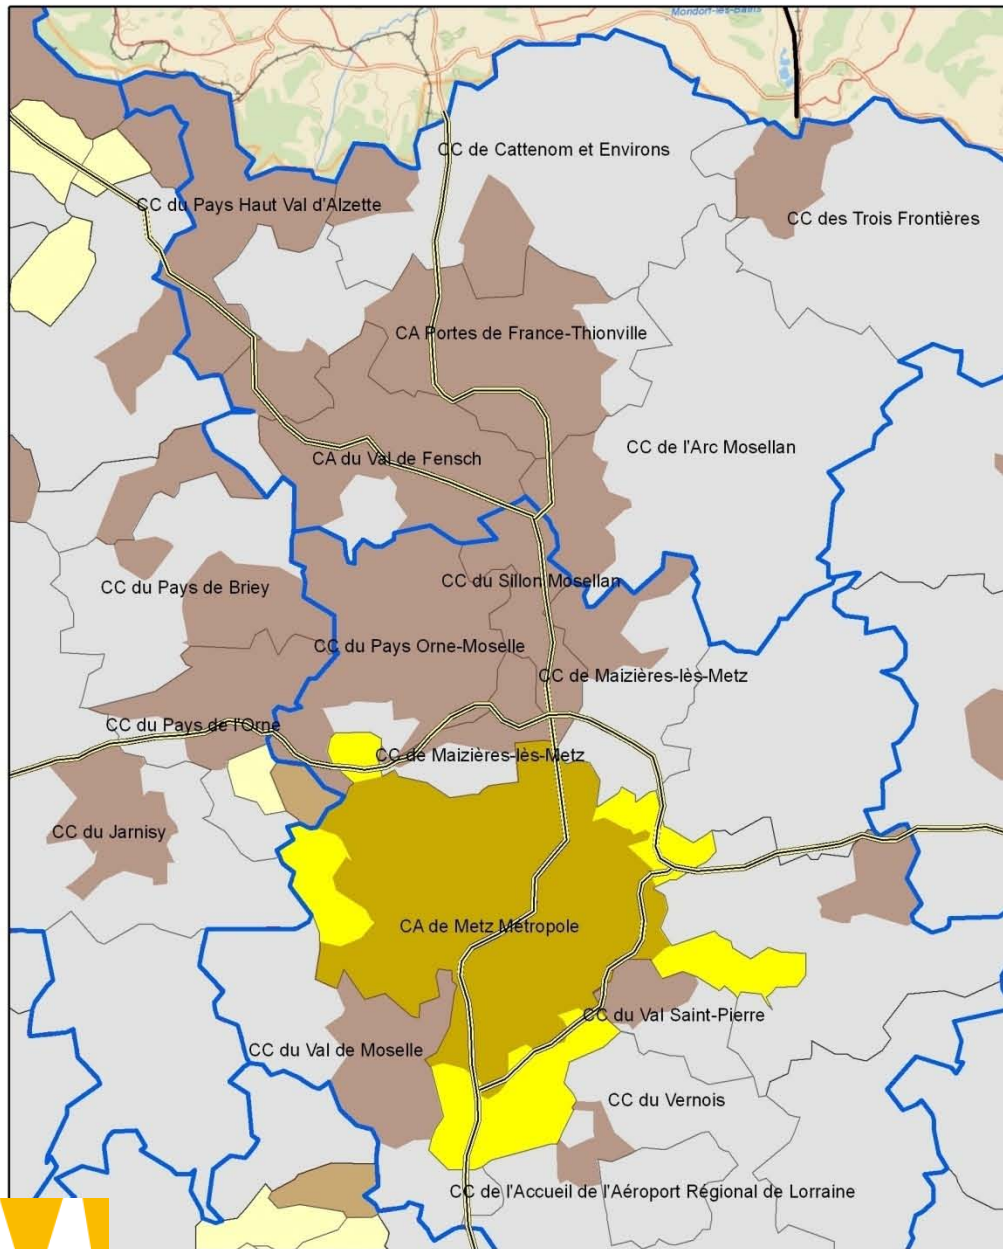 Mondorf-les-Bains
CC de Cattenom et Environs
CC du Pays Haut Val d'Alzette
CC des Trois Frontières
CA Portes de France-Thionville
CC de l'Arc Mosellan
CA du Val de Fensch
CC du Sillon Mosellan
CC du Pays de Briey
CC du Pays Orne-Moselle
CC de Maizières-lès-Metz
CC du Pays de l'Orne
CC de Maizières-lès-Metz
CC du Jarnisy
CA de Metz Métropole
CC du Val Saint-Pierre
CC du Val de Moselle
CC du Vernois
CC de l'Accueil de l'Aéroport Régional de Lorraine